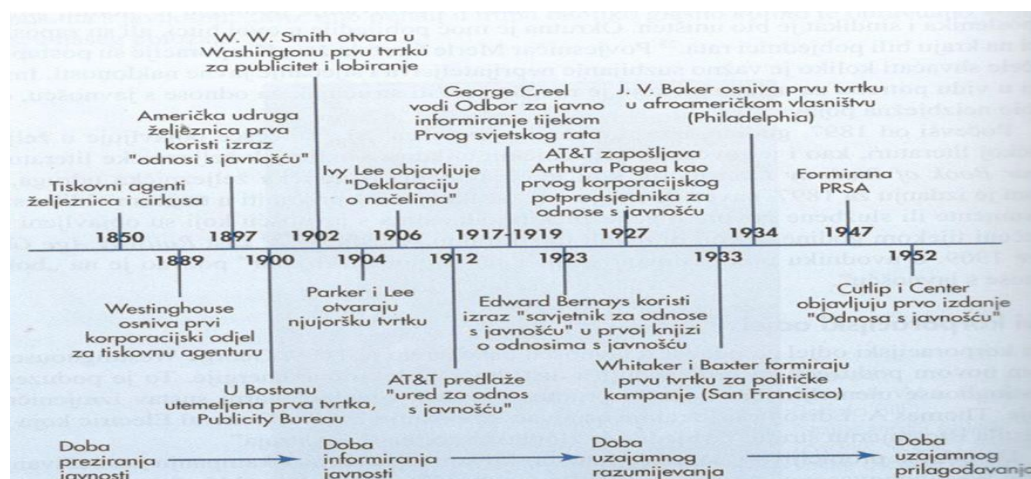 W. W. Smith otvara u
Washingtonu prvu tvrtku
za publicitet i lobiranje
George Creel
vodi Odbor za javno
informiranje tijekom
Prvog svjetskog rata
J. V. Baker osniva prvu tvrtku
u afroameričkom vlasništvu
(Philadelphia)
Američka udruga
željeznica prva
koristi izraz
"odnosi s javnošću"
Ivy Lee objavljuje
"Deklaraciju
o načelima"
AT&T zapošljava
Arthura Pagea kao
prvog korporacijskog
potpredsjednika za
odnose s javnošću
Tiskovni agenti
željeznica i cirkusa
Formirana
PRSA
1850
1897
1902
1906
1917-1919
1927
1934
1947
1889
1900
1904
1912
1923
1933
1952
Westinghouse
osniva prvi
korporacijski odjel
za tiskovnu agenturu
Parker i Lee
otvaraju
njujoršku tvrtku
Edward Bernays koristi
izraz "savjetnik za odnose
s javnošću" u prvoj knjizi
o odnosima s javnošću
Cutlip i Center
objavljuju prvo izdanje
"Odnosa s javnošću"
U Bostonu
utemeljena prva tvrtka,
Publicity Bureau
AT&T predlaže
"ured za odnos
s javnošću"
Whitaker i Baxter formiraju
prvu tvrtku za političke
kampanje (San Francisco)
Doba
preziranja
javnosti
Doba
informiranja
javnosti
Doba
uzajamnog
razumijevanja
Doba
uzajamnog
prilagođavanja